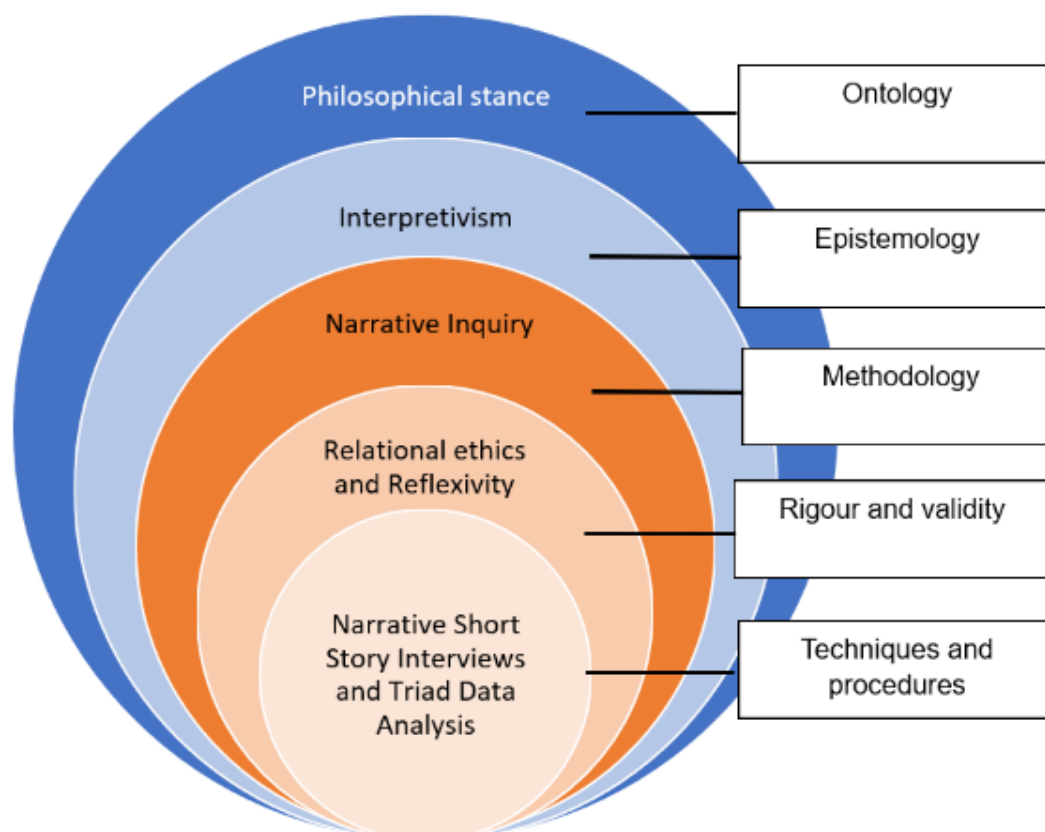 Philosophical stance
Ontology
Interpretivism
Epistemology
Narrative Inquiry
Methodology
Relational ethics
and Reflexivity
Rigour and validity
Narrative Short
Story Interviews
and Triad Data
Analysis
Techniques and
procedures